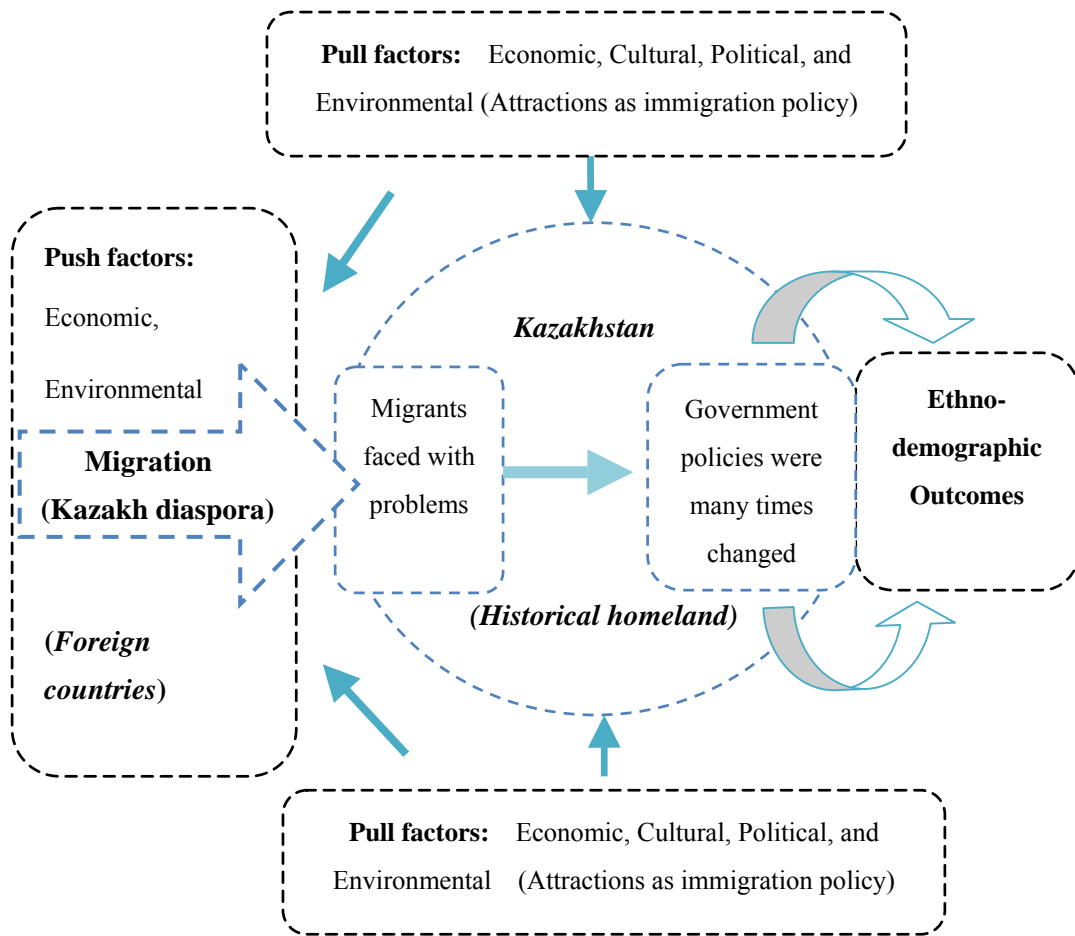 Pull factors: Economic, Cultural, Political, and
Environmental (Attractions as immigration policy)
Push factors:
Economic,
Environmental
Migration
(Kazakh diaspora)
(Foreign
countries)
Kazakhstan
Migrants
faced with
problems
Government
policies were
many times
changed
(Historical homeland)
Ethno-
demographic
Outcomes
Pull factors: Economic, Cultural, Political, and
Environmental (Attractions as immigration policy)